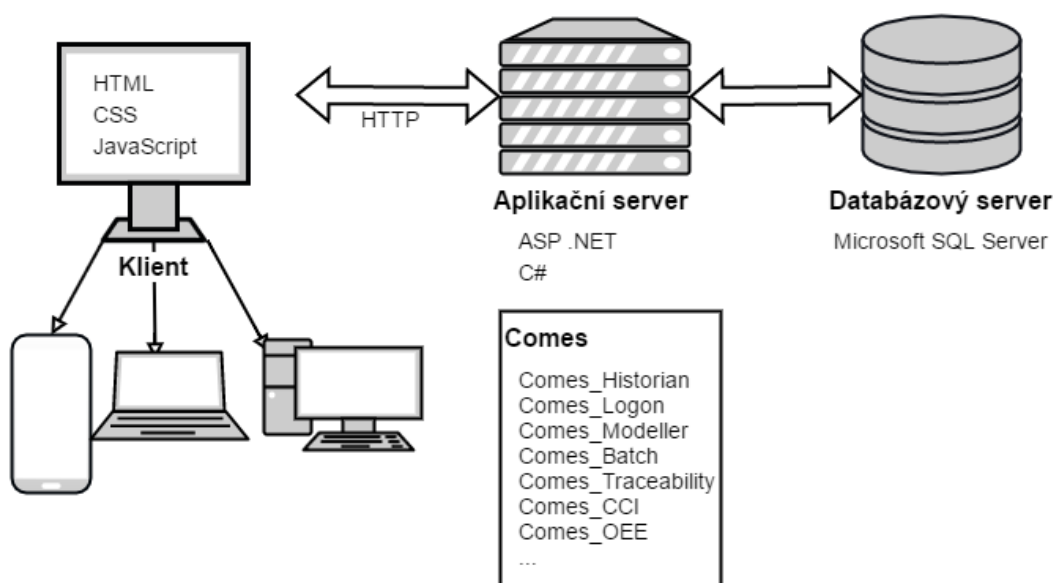 HTML
CSS
JavaScript
Klient
HTTP
Aplikační server
ASP .NET
C#
Databázový server
Microsoft SQL Server
Comes
Comes_Historian
Comes_Logon
Comes_Modeller
Comes_Batch
Comes_Traceability
Comes_CCI
Comes_OEE
...